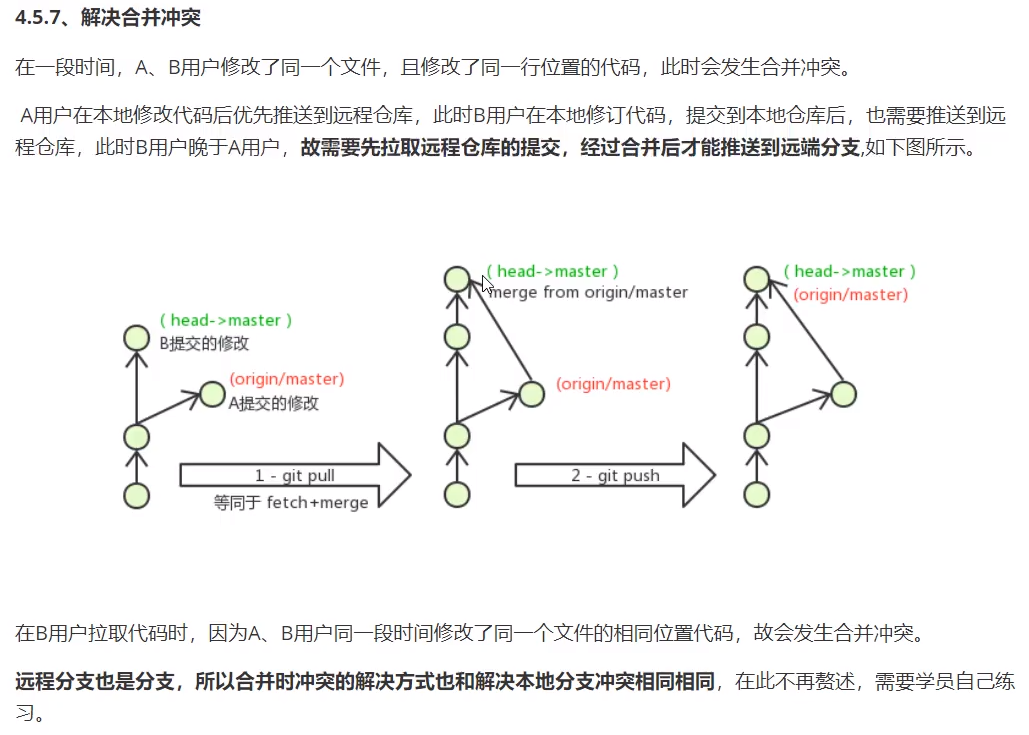 4.5.7、解决合并冲突
在一段时间，A、B用户修改了同一个文件，且修改了同一行位置的代码，此时会发生合并冲突。
A用户在本地修改代码后优先推送到远程仓库，此时B用户在本地修订代码，提交到本地仓库后，也需要推送到远
程仓库，此时B用户晚于A用户，故需要先拉取远程仓库的提交，经过合并后才能推送到远端分支,如下图所示。
( head->master )
B提交的修改
(origin/master)
A提交的修改
1 - git pull
等同于 fetch+merge
( head->master )
merge from origin/master
(origin/master)
2 - git push
( head->master )
(origin/master)
在B用户拉取代码时，因为A、B用户同一段时间修改了同一个文件的相同位置代码，故会发生合并冲突。
远程分支也是分支，所以合并时冲突的解决方式也和解决本地分支冲突相同相同，在此不再赘述，需要学员自己练
习。